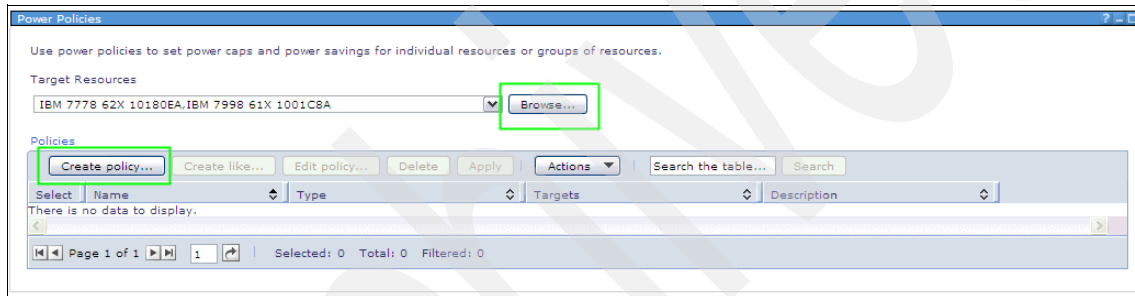 Power Policies ? –
Use power policies to set power caps and power savings for individual resources or groups of resources.
Target Resources
IBM 7778 62X 10180EA,IBM 7998 61X 1001C8A Browse...
Policies
Create policy... Create like... Edit policy... Delete Apply Actions Search the table... Search
Select Name Type Targets Description
There is no data to display.
Page 1 of 1 1 Selected: 0 Total: 0 Filtered: 0